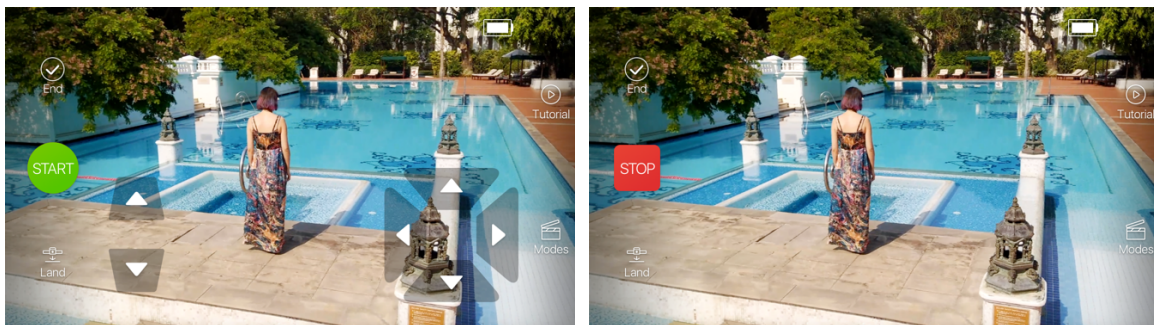 End
Tutorial
START
Modes
Land
End
Tutorial
STOP
Modes
Land